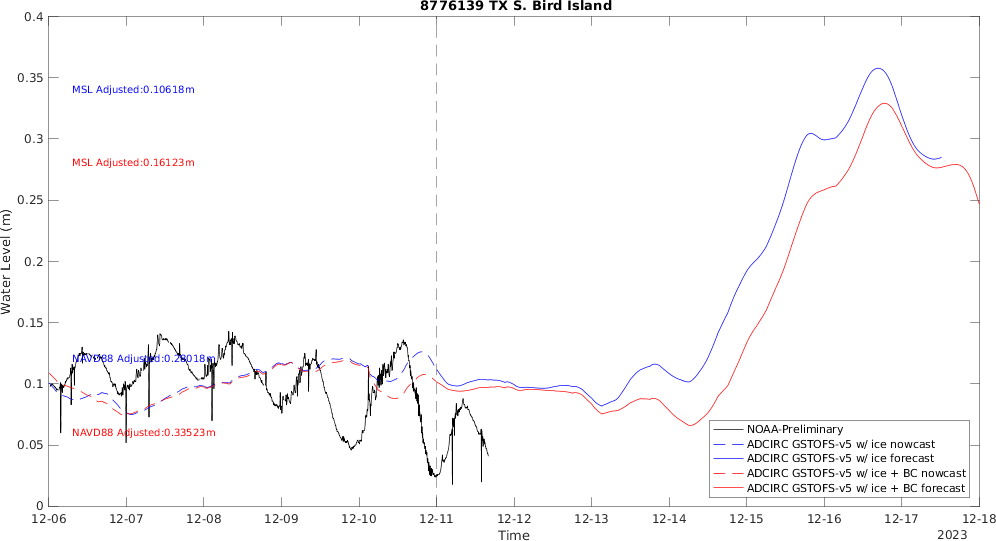 8776139 TX S. Bird Island
0.4
0.35
0.3
0.25
0.2
0.15
0.1
0.05
0
Water Level (m)
MSL Adjusted:0.10618m
MSL Adjusted:0.16123m
NAVD88 Adjusted:0.28018m
NAVD88 Adjusted:0.33523m
NOAA-Preliminary
ADCIRC GSTOFS-v5 w/ ice nowcast
ADCIRC GSTOFS-v5 w/ ice forecast
ADCIRC GSTOFS-v5 w/ ice + BC nowcast
ADCIRC GSTOFS-v5 w/ ice + BC forecast
12-06 12-07 12-08 12-09 12-10 12-11 12-12 12-13 12-14 12-15 12-16 12-17 12-18
Time
2023